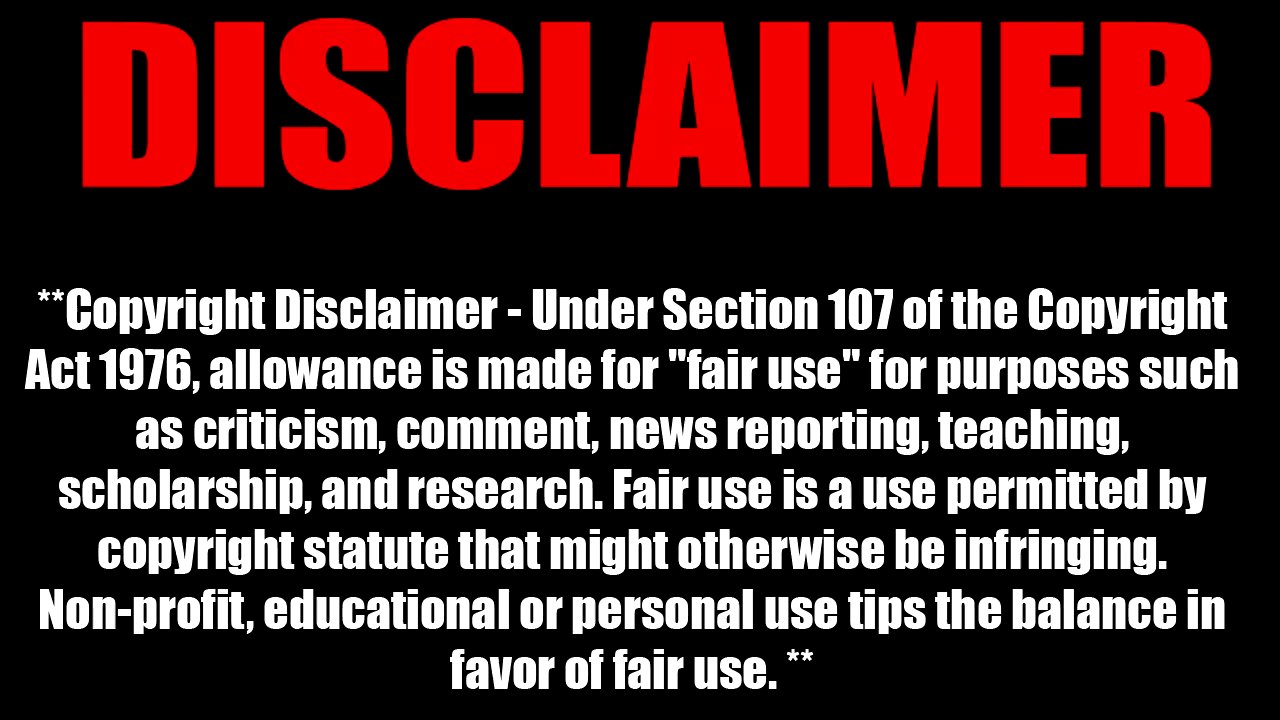 DISCLAIMER
**Copyright Disclaimer - Under Section 107 of the Copyright
Act 1976, allowance is made for "fair use" for purposes such
as criticism, comment, news reporting, teaching,
scholarship, and research. Fair use is a use permitted by
copyright statute that might otherwise be infringing.
Non-profit, educational or personal use tips the balance in
favor of fair use. **